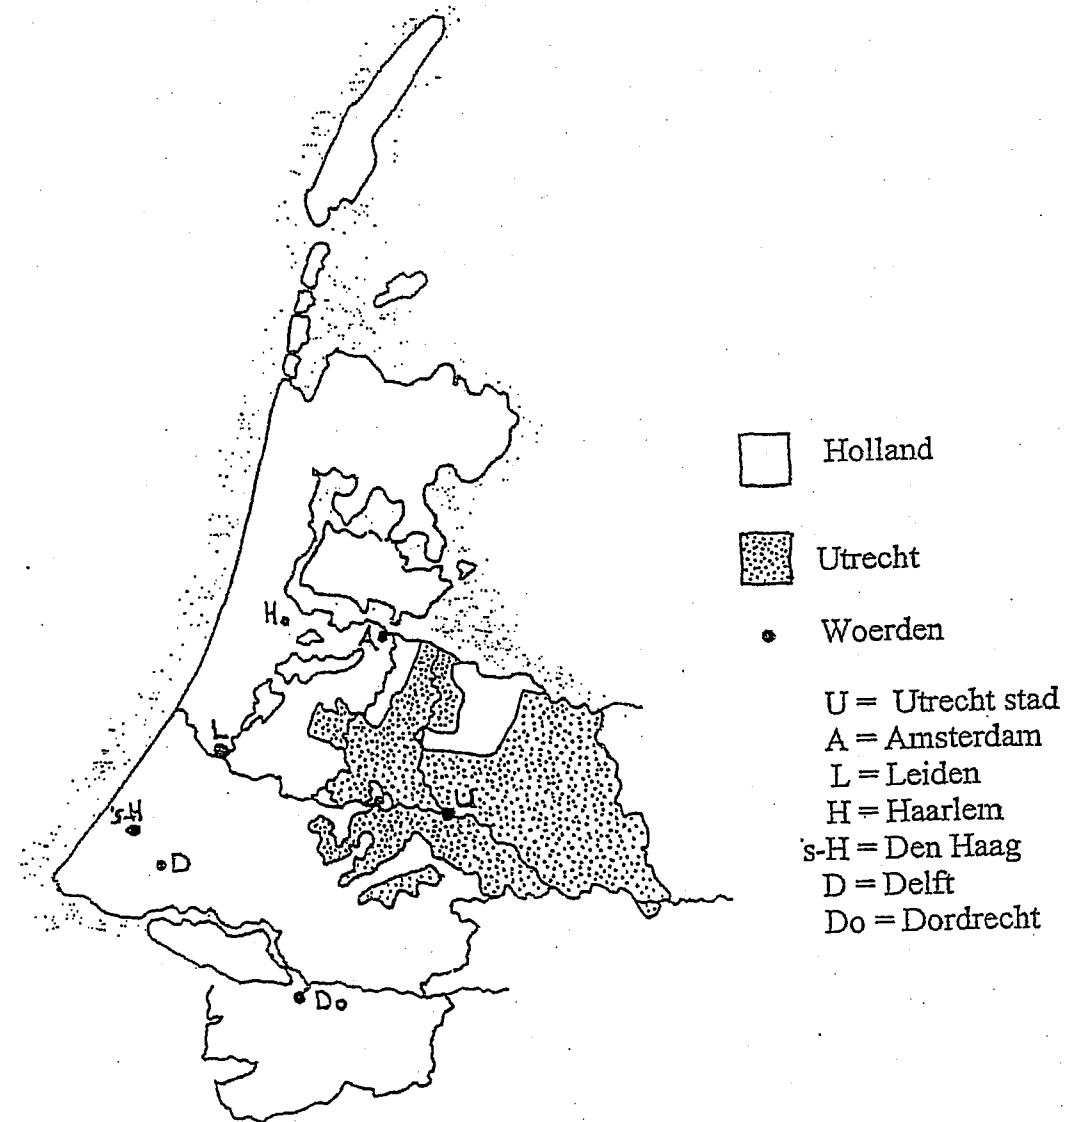 H
A
L
U
's-H
D
Do
Holland
Utrecht
Woerden
U = Utrecht stad
A = Amsterdam
L = Leiden
H = Haarlem
's-H = Den Haag
D = Delft
Do = Dordrecht